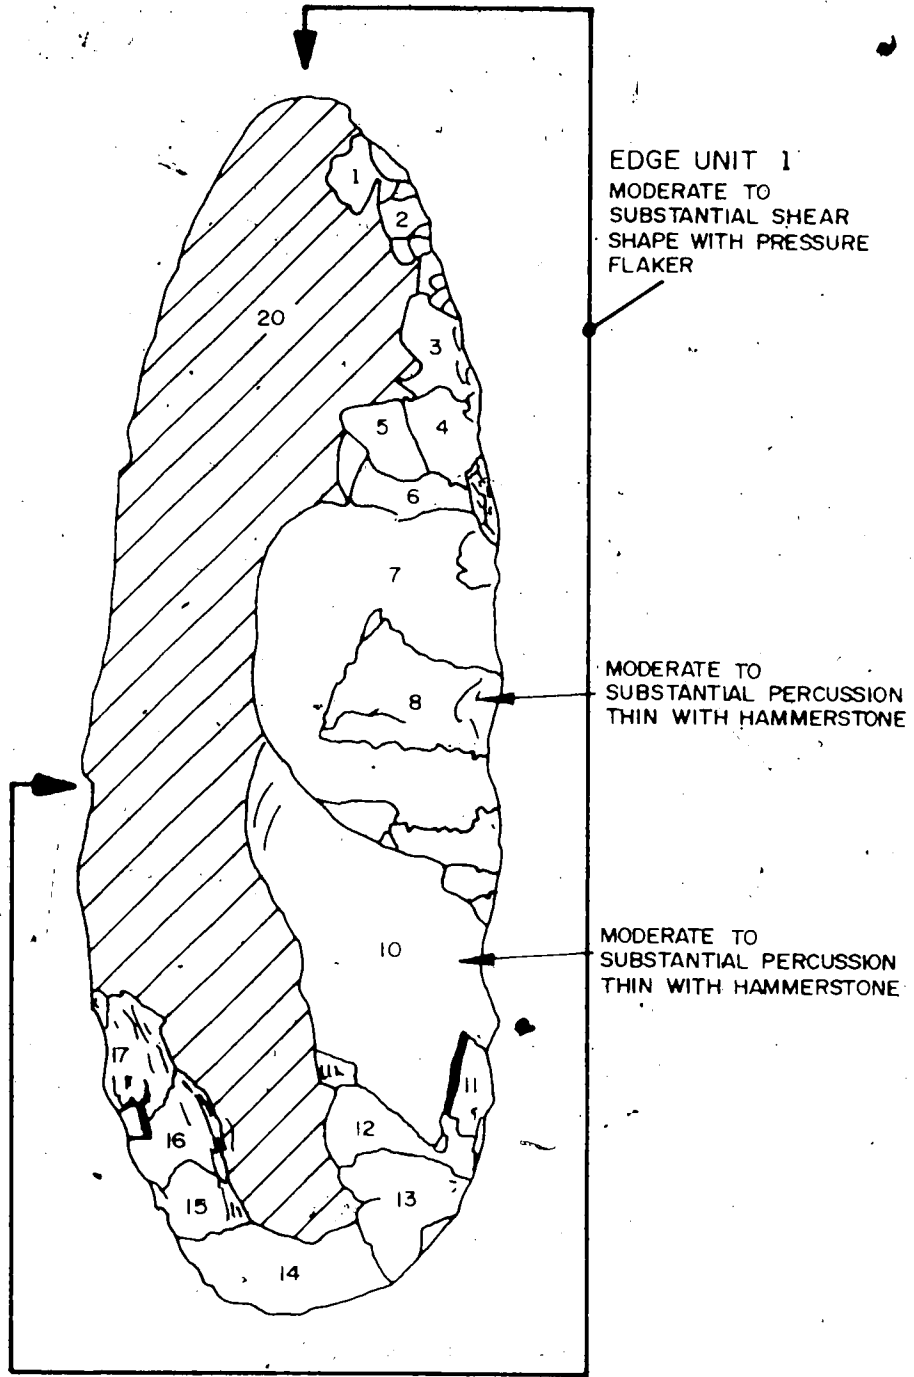 EDGE UNIT 1
MODERATE TO
SUBSTANTIAL SHEAR
SHAPE WITH PRESSURE
FLAKER
1
2
20
3
5
4
6
7
8
MODERATE TO
SUBSTANTIAL PERCUSSION
THIN WITH HAMMERSTONE
10
MODERATE TO
SUBSTANTIAL PERCUSSION
THIN WITH HAMMERSTONE
17
11
16
12
15
13
14